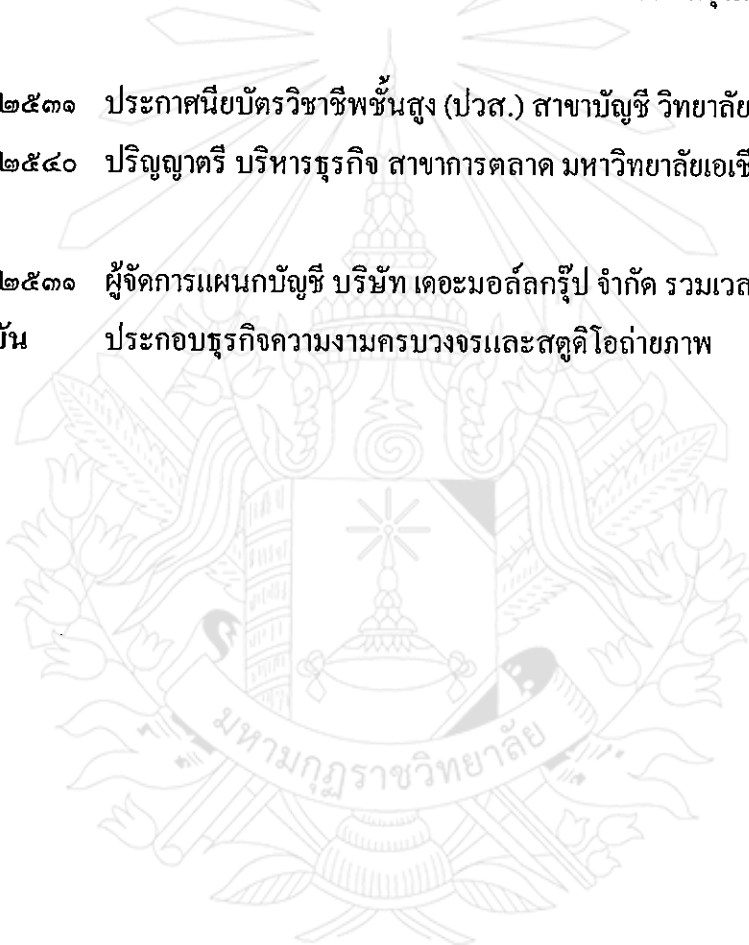 ๒๕๓๑ ประกาศนียบัตรวิชาชีพชั้นสูง (ปวส.) สาขาบัญชี วิทยาลัย
๒๕๔๐ ปริญญาตรี บริหารธุรกิจ สาขาการตลาด มหาวิทยาลัยเอเชี
๒๕๓๑ ผู้จัดการแผนกบัญชี บริษัท เดอะมอล์ลกรุ๊ป จำกัด รวมเวล
ประกอบธุรกิจความงามครบวงจรและสตูดิโอถ่ายภาพ
มหามกุฏราชวิทยาลัย